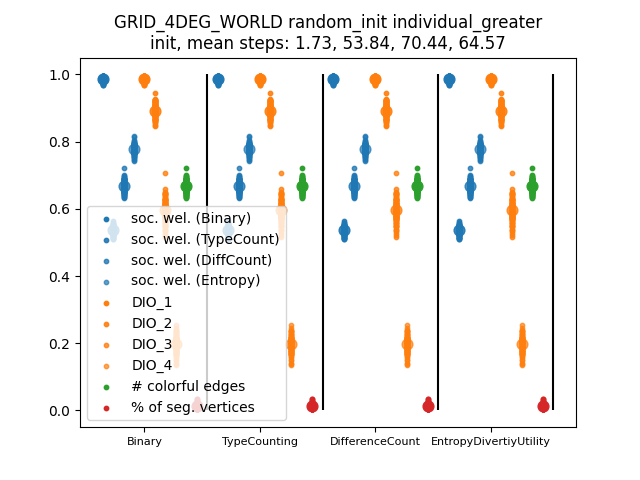 GRID_4DEG_WORLD random_init individual_greater
init, mean steps: 1.73, 53.84, 70.44, 64.57
1.0
0.8
0.6
0.4
0.2
0.0
soc. wel. (Binary)
soc. wel. (TypeCount)
soc. wel. (DiffCount)
soc. wel. (Entropy)
DIO_1
DIO_2
DIO_3
DIO_4
# colorful edges
% of seg. vertices
Binary
TypeCounting
DifferenceCount
EntropyDivertiyUtility